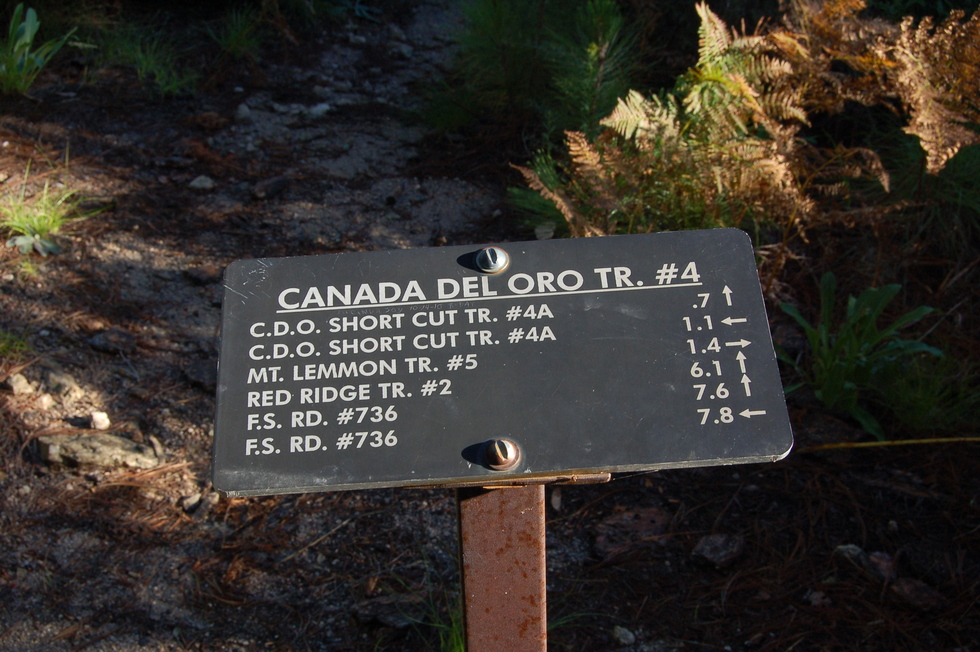 CANADA DEL ORO TR. #4
C.D.O. SHORT CUT TR. #4A .7 ↑
C.D.O. SHORT CUT TR. #4A 1.1 ←
MT. LEMMON TR. #5 1.4 →
RED RIDGE TR. #2 6.1 ↑
F.S. RD. #736 7.6 ↑
F.S. RD. #736 7.8 ←